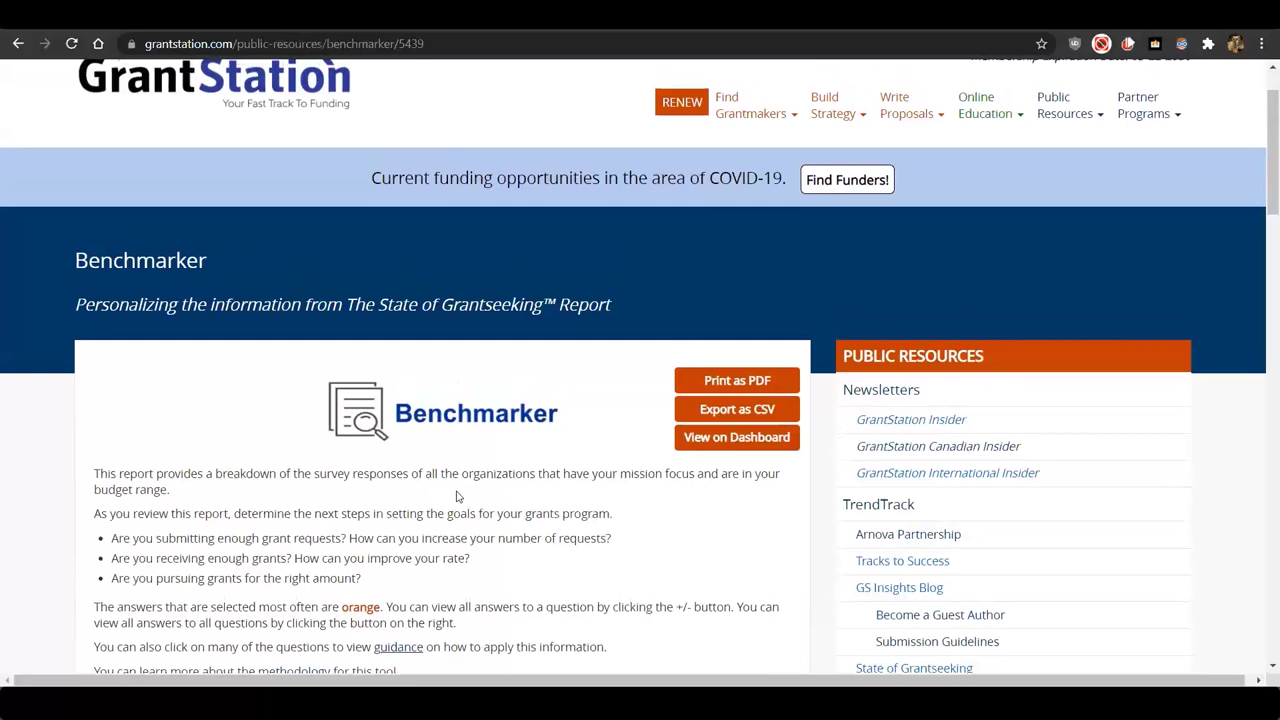 grantstation.com/public-resources/benchmarker/5439
GrantStation
Your Fast Track To Funding
RENEW
Find Grantmakers
Build Strategy
Write Proposals
Online Education
Public Resources
Partner Programs
Current funding opportunities in the area of COVID-19.
Find Funders!
Benchmarker
Personalizing the information from The State of Grantseeking™ Report
Benchmarker
Print as PDF
Export as CSV
View on Dashboard
This report provides a breakdown of the survey responses of all the organizations that have your mission focus and are in your
budget range.
As you review this report, determine the next steps in setting the goals for your grants program.
• Are you submitting enough grant requests? How can you increase your number of requests?
• Are you receiving enough grants? How can you improve your rate?
• Are you pursuing grants for the right amount?
The answers that are selected most often are orange. You can view all answers to a question by clicking the +/- button. You can
view all answers to all questions by clicking the button on the right.
You can also click on many of the questions to view guidance on how to apply this information.
You can learn more about the methodology for this tool.
PUBLIC RESOURCES
Newsletters
GrantStation Insider
GrantStation Canadian Insider
GrantStation International Insider
TrendTrack
Arnova Partnership
Tracks to Success
GS Insights Blog
Become a Guest Author
Submission Guidelines
State of Grantseeking